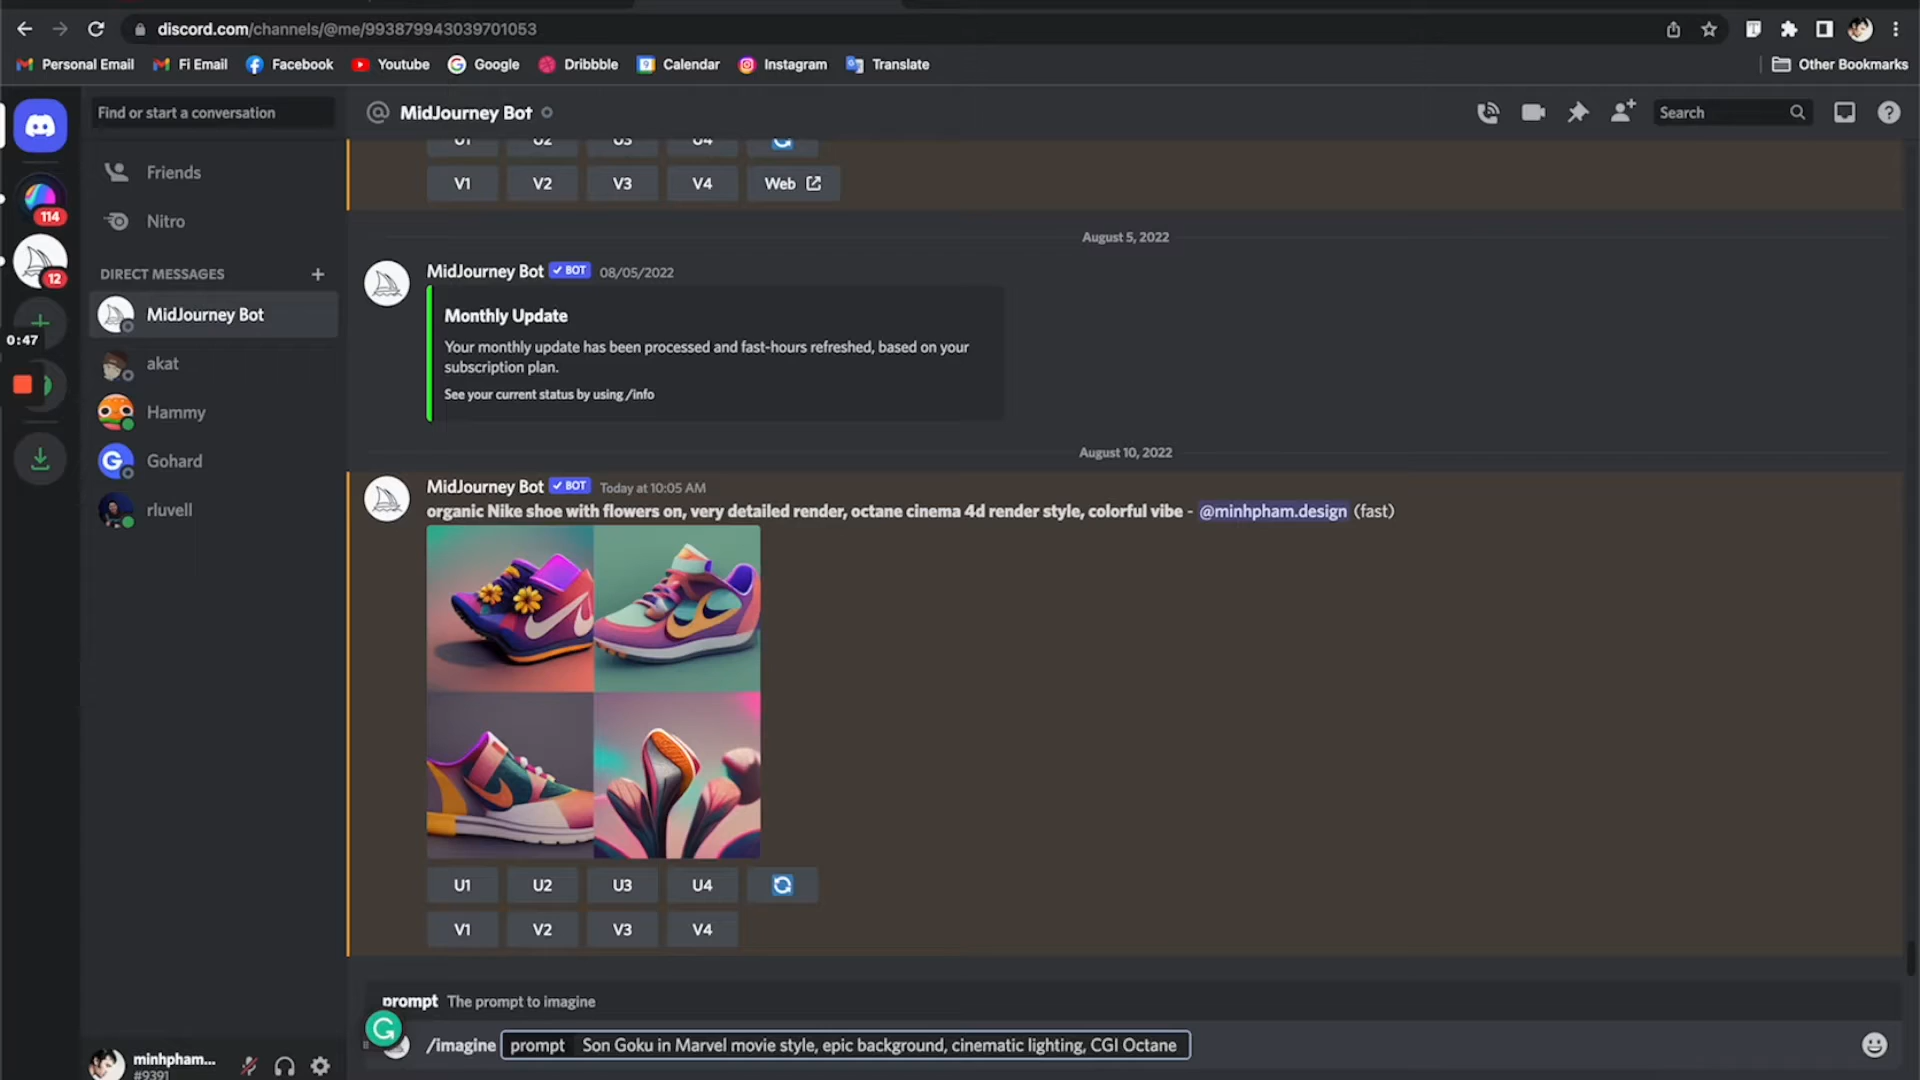 discord.com/channels/@me/993879943039701053
Personal Email
Fi Email
Facebook
Youtube
Google
Dribbble
Calendar
Instagram
Translate
Other Bookmarks
Find or start a conversation
@ MidJourney Bot
Search
Friends
Nitro
114
12
DIRECT MESSAGES +
MidJourney Bot
0:47
akat
Hammy
Gohard
rluvell
U1 U2 U3 U4
V1 V2 V3 V4 Web
August 5, 2022
MidJourney Bot ✓ BOT 08/05/2022
Monthly Update
Your monthly update has been processed and fast-hours refreshed, based on your
subscription plan.
See your current status by using /info
August 10, 2022
MidJourney Bot ✓ BOT Today at 10:05 AM
organic Nike shoe with flowers on, very detailed render, octane cinema 4d render style, colorful vibe - @minhpham.design (fast)
U1 U2 U3 U4
V1 V2 V3 V4
prompt The prompt to imagine
/imagine prompt Son Goku in Marvel movie style, epic background, cinematic lighting, CGI Octane
minhpham...
#9391